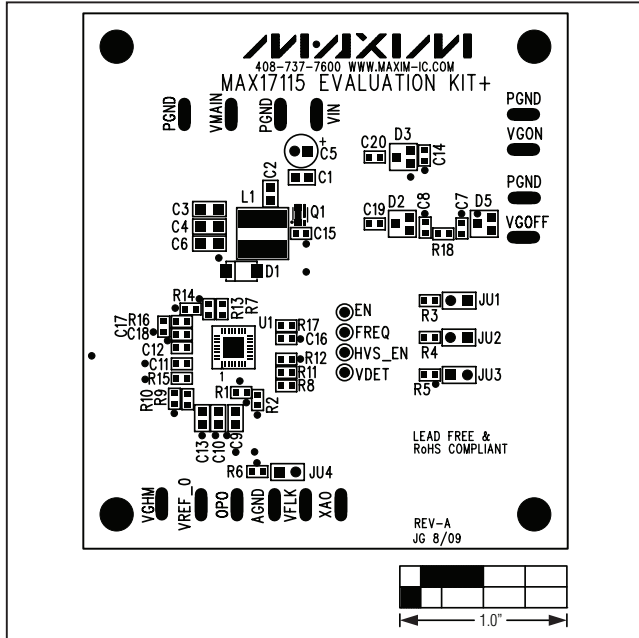 MAXIM
408-737-7600 WWW.MAXIM-IC.COM
MAX17115 EVALUATION KIT+
PGND
VMAIN
PGND
VIN
PGND
VGON
PGND
VGOFF
+
C5
C2
C1
L1
C3
C4
C6
Q1
C15
D1
C20
D3
C14
C19
D2
C8
C7
D5
R18
R14
R13
R7
U1
1
C17
R16
C18
C12
C11
R15
R10
R9
R17
C16
R12
R11
R8
R1
R2
C13
C10
C9
EN
FREQ
HVS_EN
VDET
JU1
R3
JU2
R4
JU3
R5
R6
JU4
LEAD FREE &
RoHS COMPLIANT
VGHM
VREF_O
OPO
AGND
VFLK
XAO
REV-A
JG 8/09
1.0"